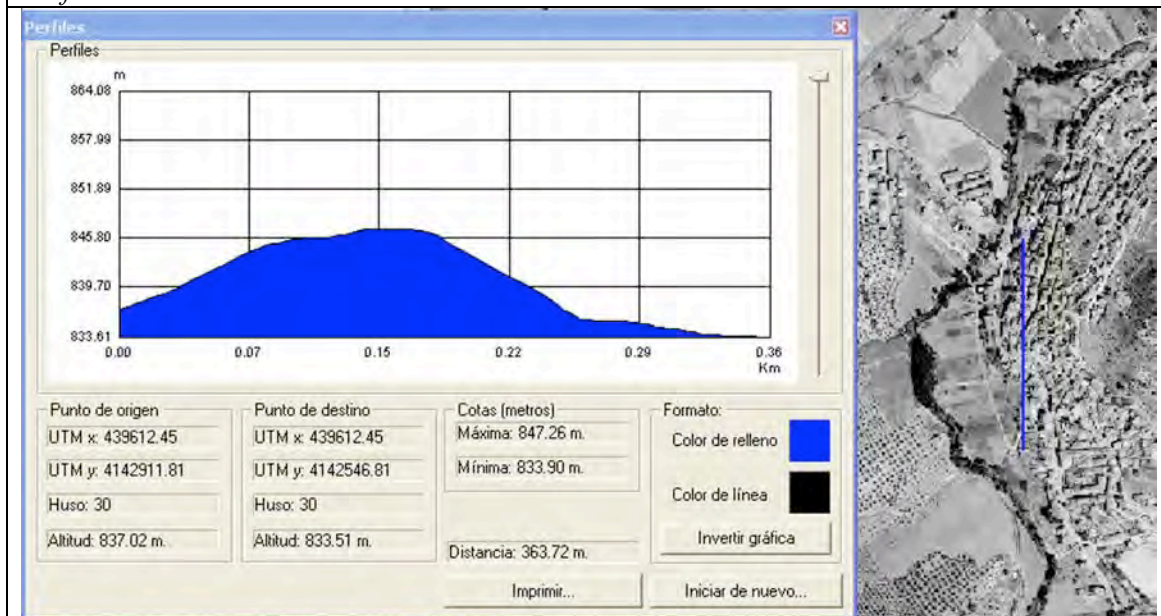 Perfiles
Perfiles
m
864.08
857.99
851.89
845.80
839.70
833.61
0.00 0.07 0.15 0.22 0.29 0.36
Km
Punto de origen
UTM x: 439612.45
UTM y: 4142911.81
Huso: 30
Altitud: 837.02 m.
Punto de destino
UTM x: 439612.45
UTM y: 4142546.81
Huso: 30
Altitud: 833.51 m.
Cotas (metros)
Máxima: 847.26 m.
Mínima: 833.90 m.
Distancia: 363.72 m.
Formato:
Color de relleno
Color de línea
Invertir gráfica
Imprimir...
Iniciar de nuevo...